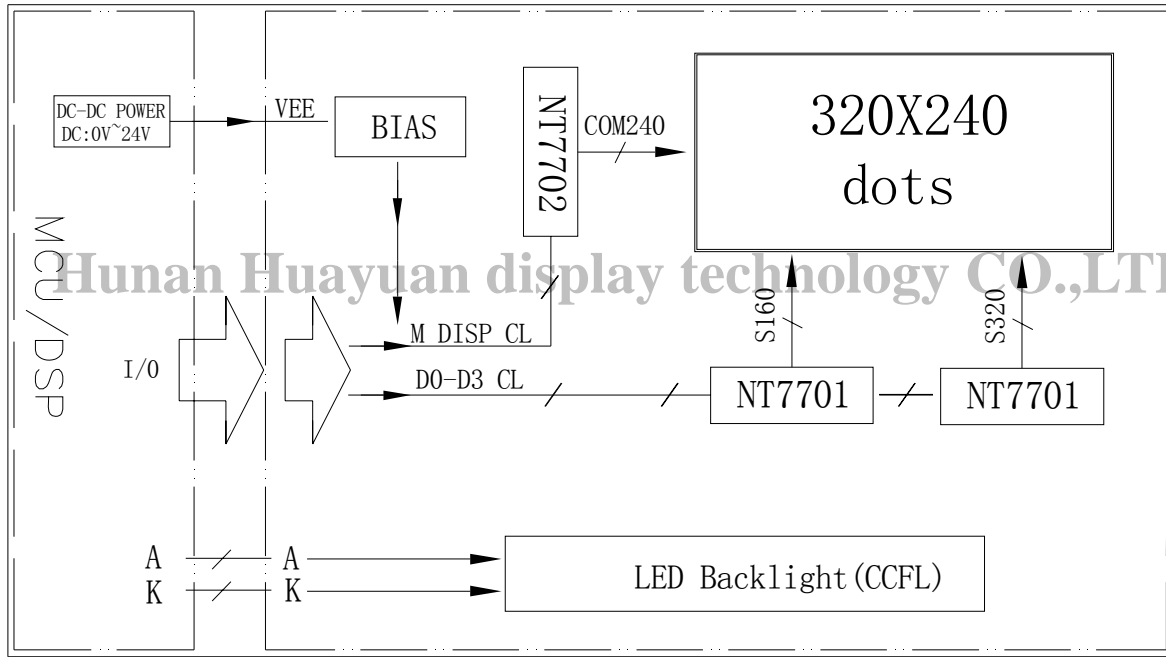 DC-DC POWER
DC:0V~24V
VEE
BIAS
NT7702
COM240
320X240
dots
MCU/DSP
Hunan Huayuan display technology CO.,LTD
I/O
M DISP CL
D0-D3 CL
S160
S320
NT7701
NT7701
A
A
K
K
LED Backlight(CCFL)